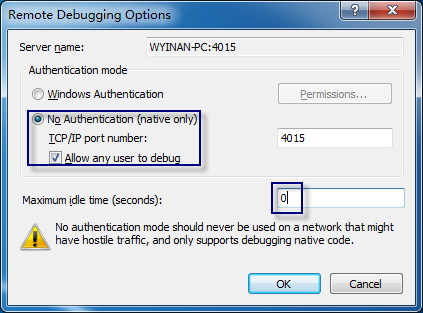 Remote Debugging Options
Server name: WYINAN-PC:4015
Authentication mode
Windows Authentication Permissions...
No Authentication (native only)
TCP/IP port number: 4015
Allow any user to debug
Maximum idle time (seconds): 0
No authentication mode should never be used on a network that might
have hostile traffic, and only supports debugging native code.
OK Cancel